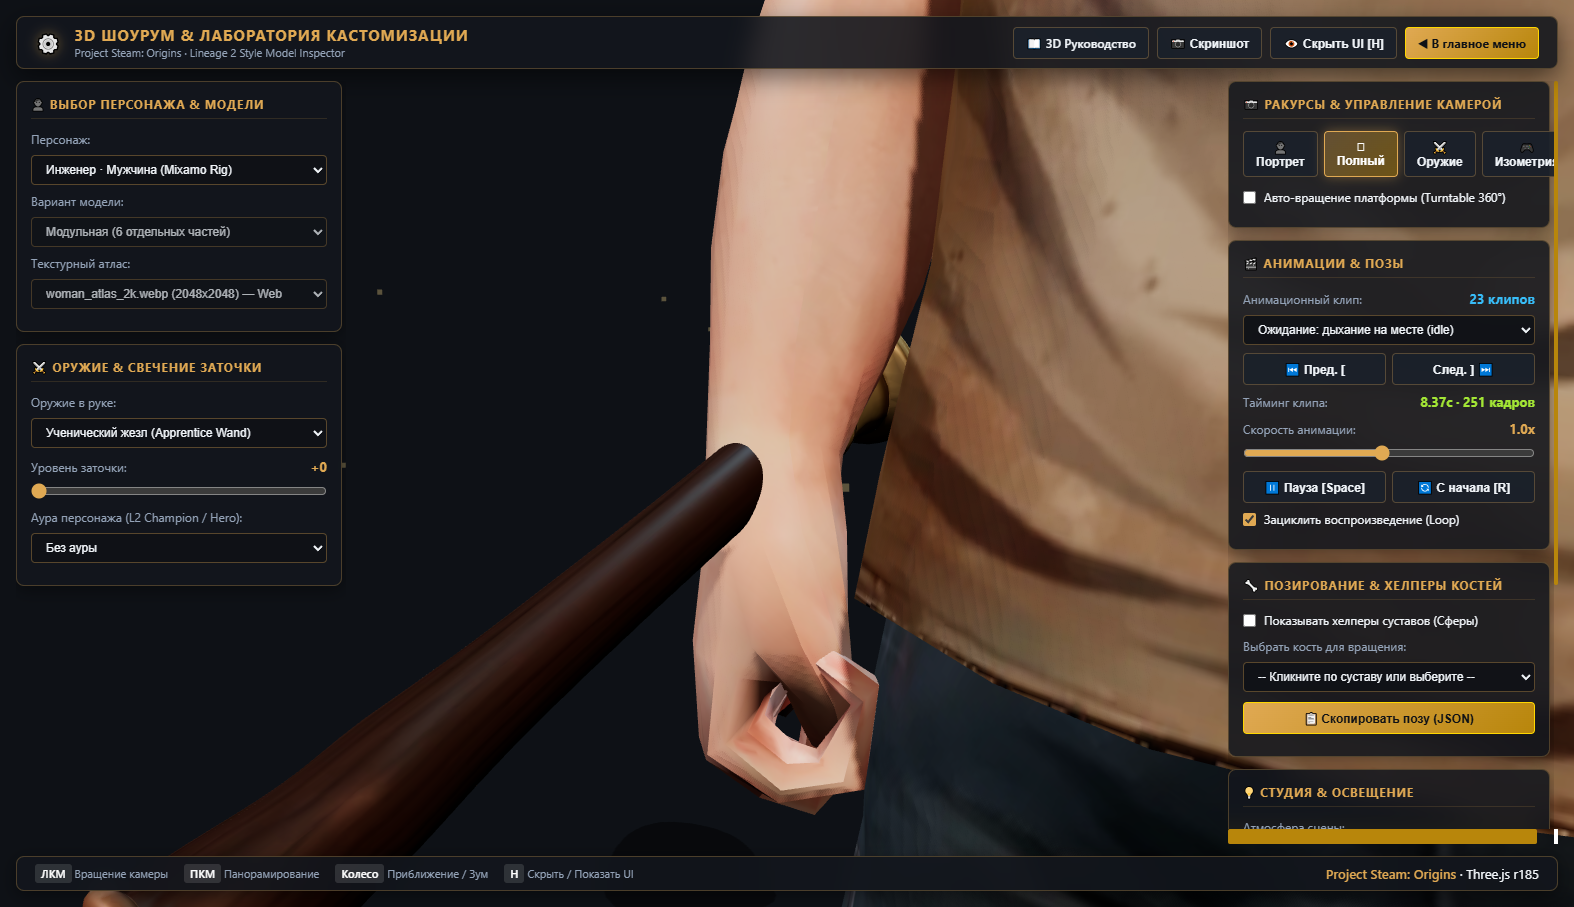 3D ШОУРУМ & ЛАБОРАТОРИЯ КАСТОМИЗАЦИИ
Project Steam: Origins · Lineage 2 Style Model Inspector
3D Руководство
Скриншот
Скрыть UI [H]
◀ В главное меню
ВЫБОР ПЕРСОНАЖА & МОДЕЛИ
Персонаж:
Инженер · Мужчина (Mixamo Rig)
Вариант модели:
Модульная (6 отдельных частей)
Текстурный атлас:
woman_atlas_2k.webp (2048x2048) — Web
ОРУЖИЕ & СВЕЧЕНИЕ ЗАТОЧКИ
Оружие в руке:
Ученический жезл (Apprentice Wand)
Уровень заточки:
+0
Аура персонажа (L2 Champion / Hero):
Без ауры
РАКУРСЫ & УПРАВЛЕНИЕ КАМЕРОЙ
Портрет
Полный
Оружие
Изометрия
Авто-вращение платформы (Turntable 360°)
АНИМАЦИИ & ПОЗЫ
Анимационный клип:
23 клипов
Ожидание: дыхание на месте (idle)
Пред. [
След. ]
Тайминг клипа:
8.37с · 251 кадров
Скорость анимации:
1.0x
Пауза [Space]
С начала [R]
Зациклить воспроизведение (Loop)
ПОЗИРОВАНИЕ & ХЕЛПЕРЫ КОСТЕЙ
Показывать хелперы суставов (Сферы)
Выбрать кость для вращения:
-- Кликните по суставу или выберите --
Скопировать позу (JSON)
СТУДИЯ & ОСВЕЩЕНИЕ
Атмосфера сцены:
ЛКМ Вращение камеры
ПКМ Панорамирование
Колесо Приближение / Зум
H Скрыть / Показать UI
Project Steam: Origins · Three.js r185